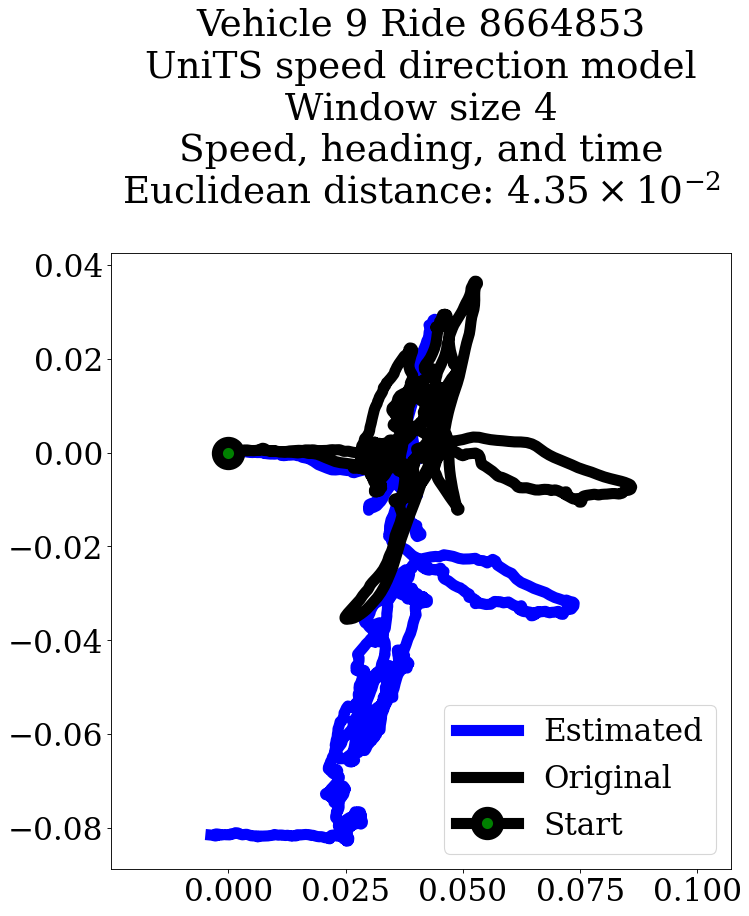 Vehicle 9 Ride 8664853
UniTS speed direction model
Window size 4
Speed, heading, and time
Euclidean distance: 4.35 × 10⁻²
0.04
0.02
0.00
−0.02
−0.04
−0.06
−0.08
Estimated
Original
Start
0.000 0.025 0.050 0.075 0.100